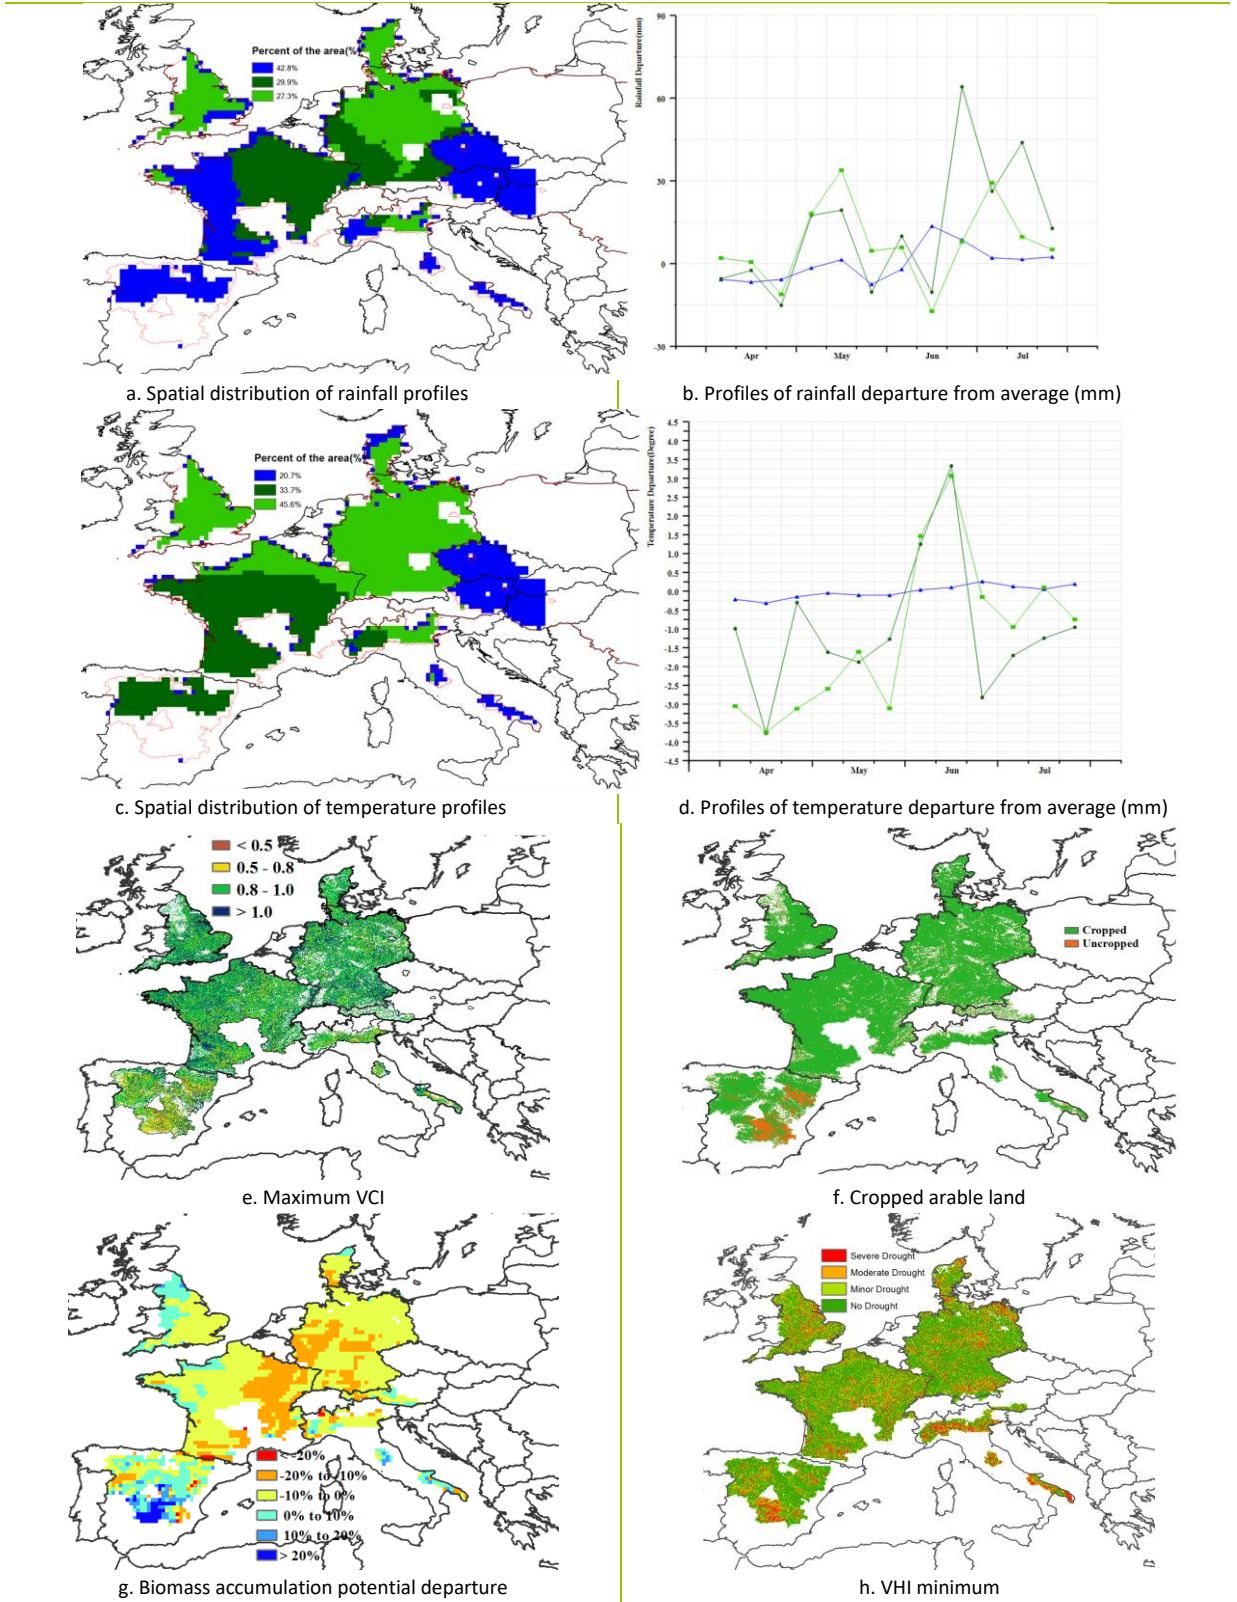 Percent of the area(%
42.8%
29.9%
27.3%
Rainfall Departure(mm)
90
60
30
0
-30
Apr
May
Jun
Jul
a. Spatial distribution of rainfall profiles
b. Profiles of rainfall departure from average (mm)
Percent of the area(%
20.7%
33.7%
45.6%
Temperature Departure(Degree)
4.5
4.0
3.5
3.0
2.5
2.0
1.5
1.0
0.5
0.0
-0.5
-1.0
-1.5
-2.0
-2.5
-3.0
-3.5
-4.0
-4.5
Apr
May
Jun
Jul
c. Spatial distribution of temperature profiles
d. Profiles of temperature departure from average (mm)
< 0.5
0.5 - 0.8
0.8 - 1.0
> 1.0
Cropped
Uncropped
e. Maximum VCI
f. Cropped arable land
< -20%
-20% to -10%
-10% to 0%
0% to 10%
10% to 20%
> 20%
Severe Drought
Moderate Drought
Minor Drought
No Drought
g. Biomass accumulation potential departure
h. VHI minimum